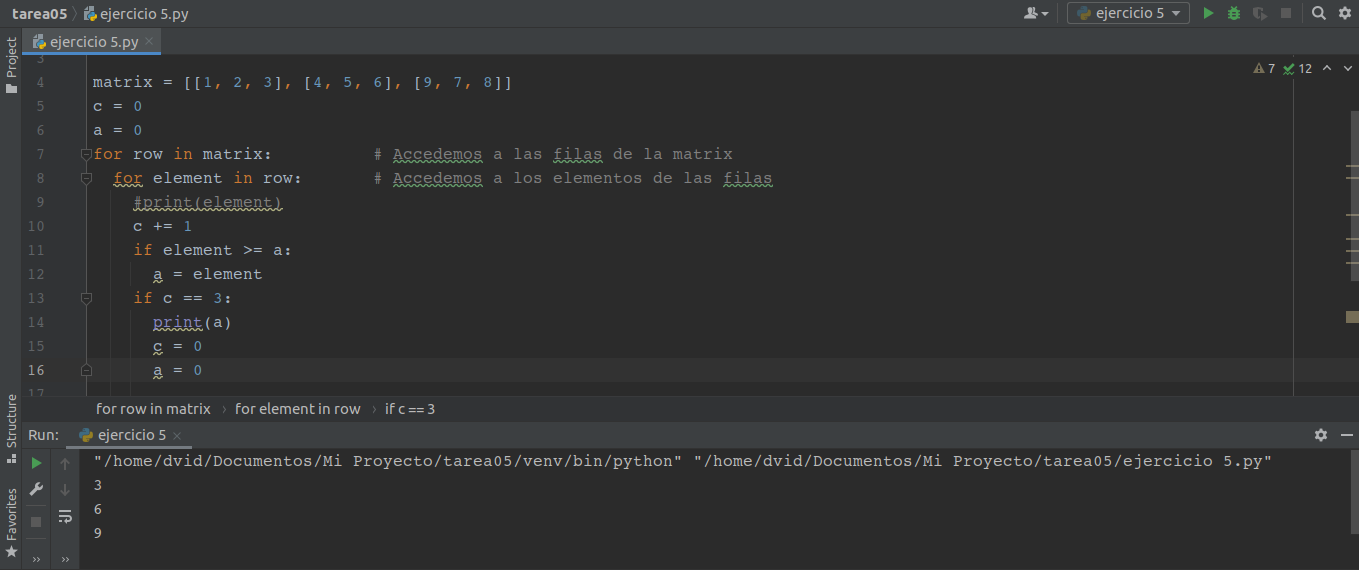 tarea05 ejercicio 5.py ejercicio 5
Project
ejercicio 5.py
3
4 matrix = [[1, 2, 3], [4, 5, 6], [9, 7, 8]] 7 12
5 c = 0
6 a = 0
7 for row in matrix: # Accedemos a las filas de la matrix
8 for element in row: # Accedemos a los elementos de las filas
9 #print(element)
10 c += 1
11 if element >= a:
12 a = element
13 if c == 3:
14 print(a)
15 c = 0
16 a = 0
17
for row in matrix › for element in row › if c == 3
Structure
Run: ejercicio 5
"/home/dvid/Documentos/Mi Proyecto/tarea05/venv/bin/python" "/home/dvid/Documentos/Mi Proyecto/tarea05/ejercicio 5.py"
3
6
9
Favorites